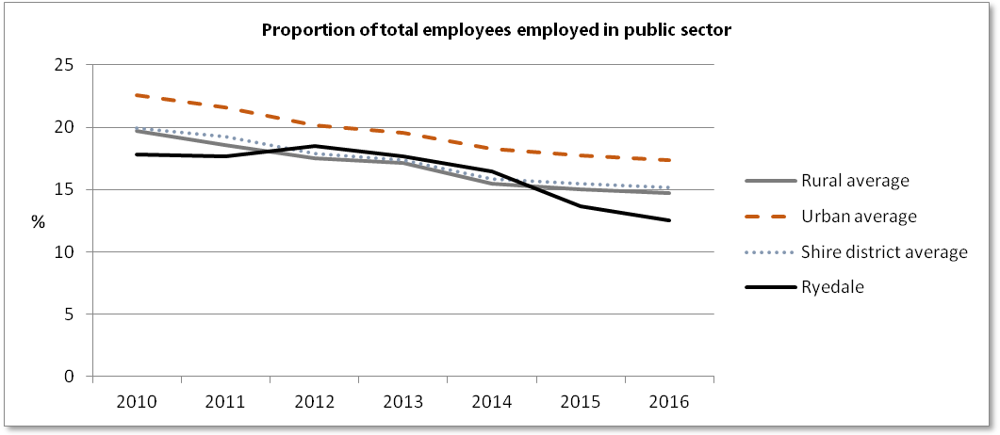 Proportion of total employees employed in public sector
25
20
15
10
5
0
%
2010 2011 2012 2013 2014 2015 2016
Rural average
Urban average
Shire district average
Ryedale